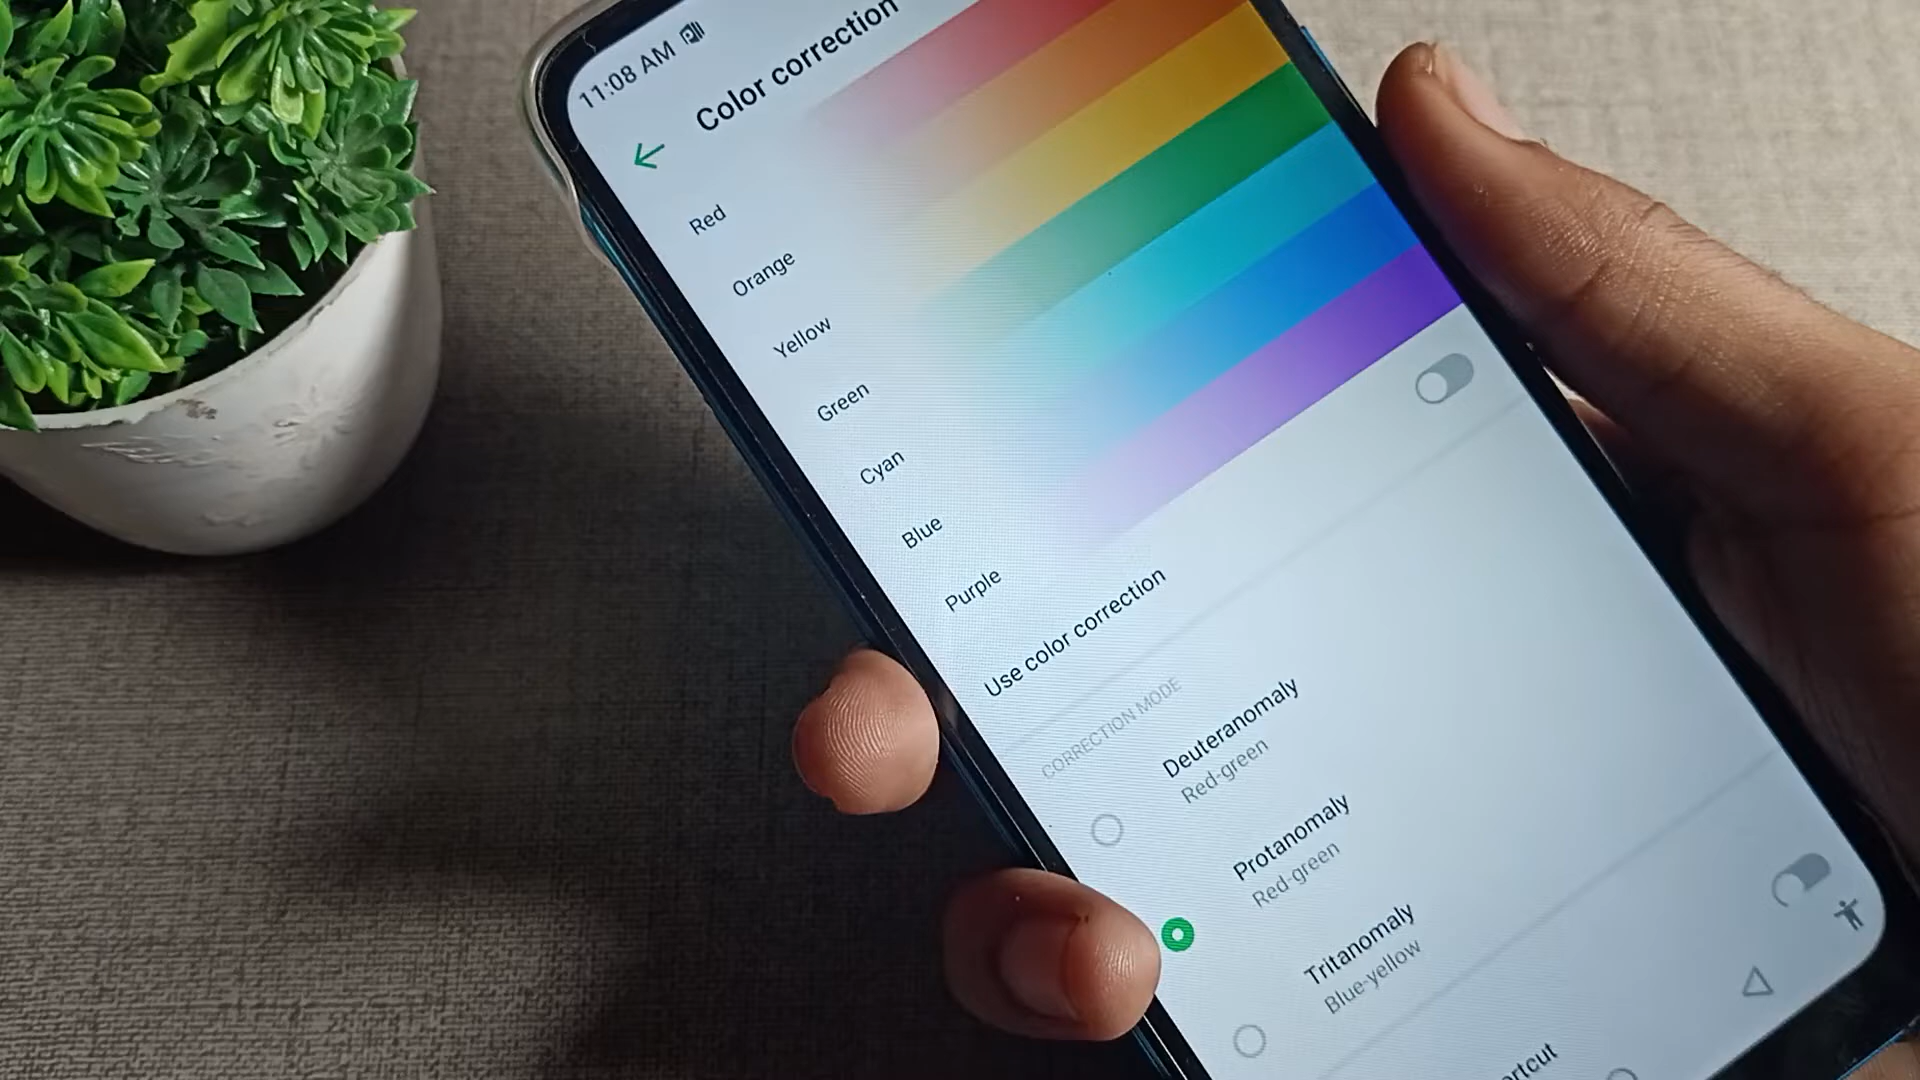 11:08 AM
Color correction
Red
Orange
Yellow
Green
Cyan
Blue
Purple
Use color correction
CORRECTION MODE
Deuteranomaly
Red-green
Protanomaly
Red-green
Tritanomaly
Blue-yellow